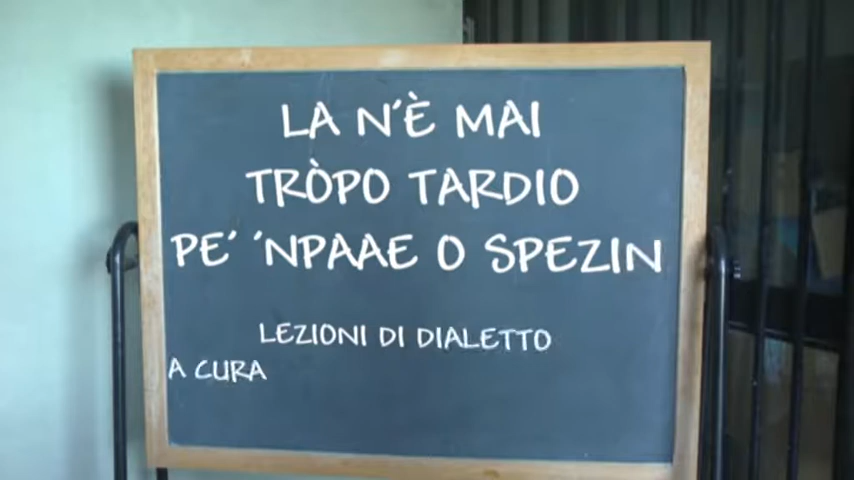 LA N'È MAI
TRÒPO TARDIO
PE' 'NPAAE O SPEZIN
LEZIONI DI DIALETTO
A CURA